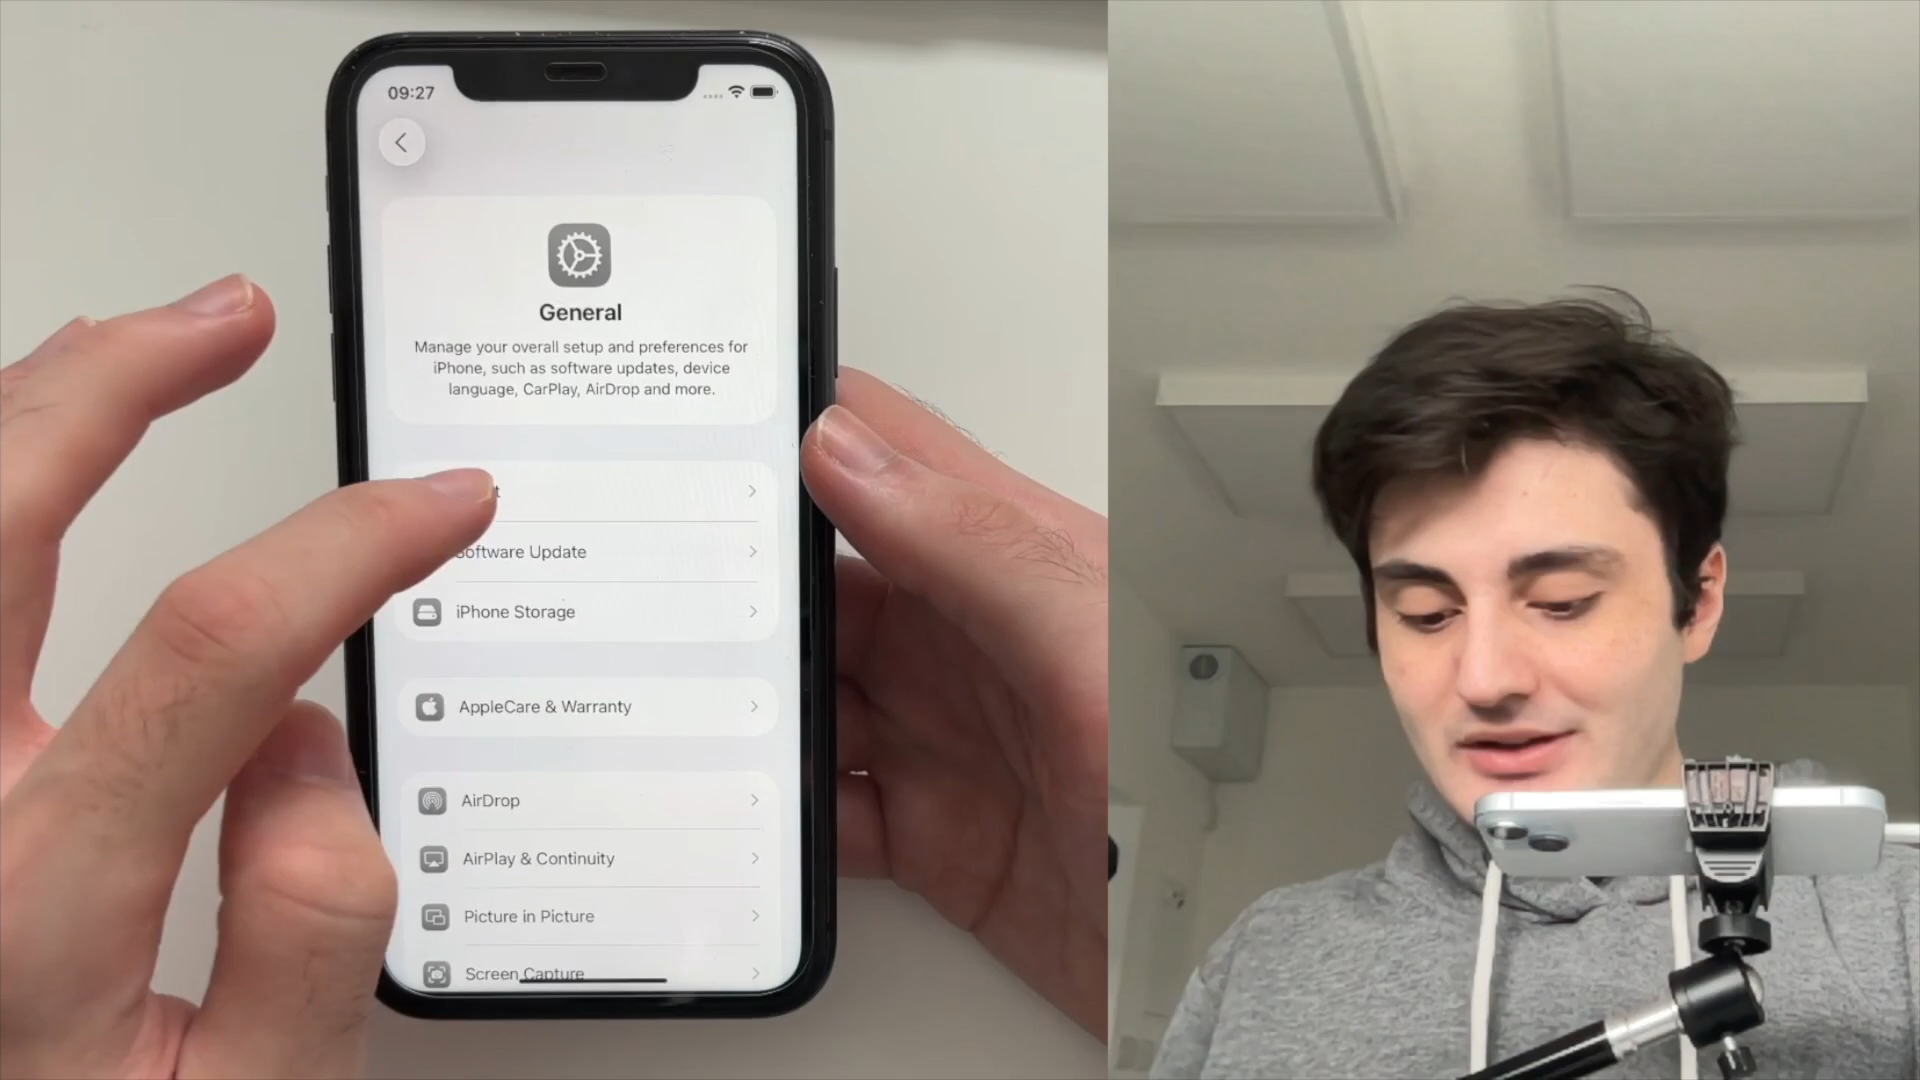 09:27
General
Manage your overall setup and preferences for
iPhone, such as software updates, device
language, CarPlay, AirDrop and more.
Software Update
iPhone Storage
AppleCare & Warranty
AirDrop
AirPlay & Continuity
Picture in Picture
Screen Capture